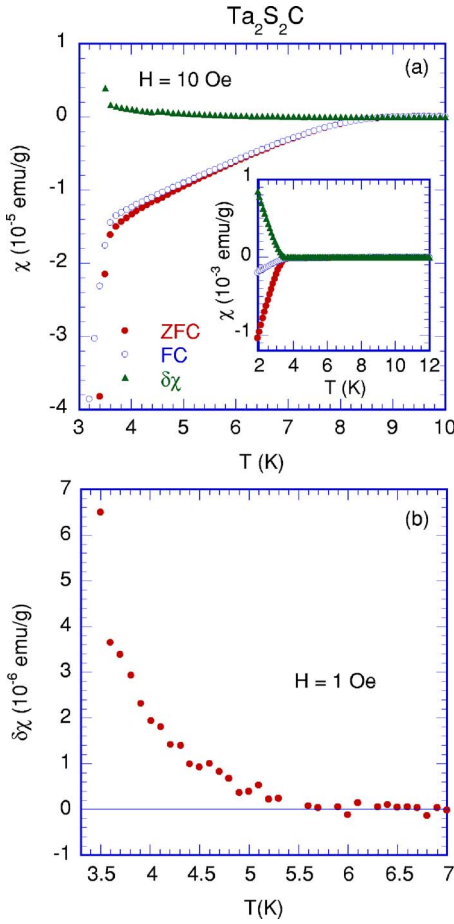 Ta₂S₂C
(a)
H = 10 Oe
χ (10⁻⁵ emu/g)
1
0
-1
-2
-3
-4
ZFC
FC
δχ
χ (10⁻³ emu/g)
1
0
-1
2 4 6 8 10 12
T (K)
3 4 5 6 7 8 9 10
T (K)
(b)
H = 1 Oe
δχ (10⁻⁶ emu/g)
7
6
5
4
3
2
1
0
-1
3.5 4 4.5 5 5.5 6 6.5 7
T(K)